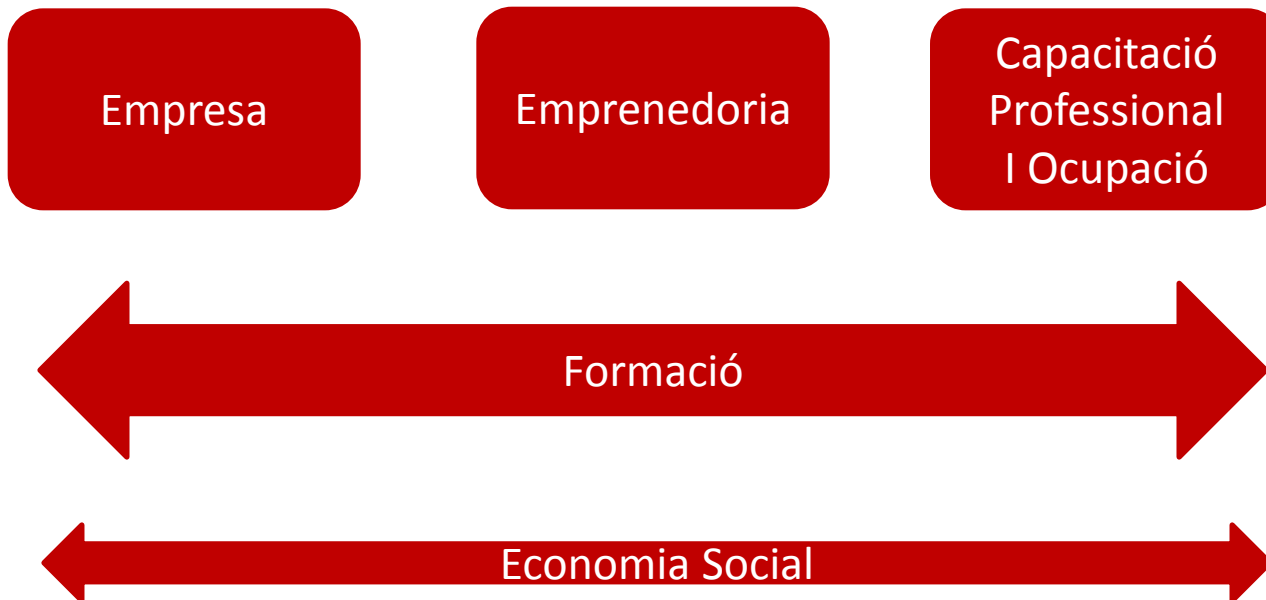 Empresa
Emprenedoria
Capacitació
Professional
I Ocupació
Formació
Economia Social